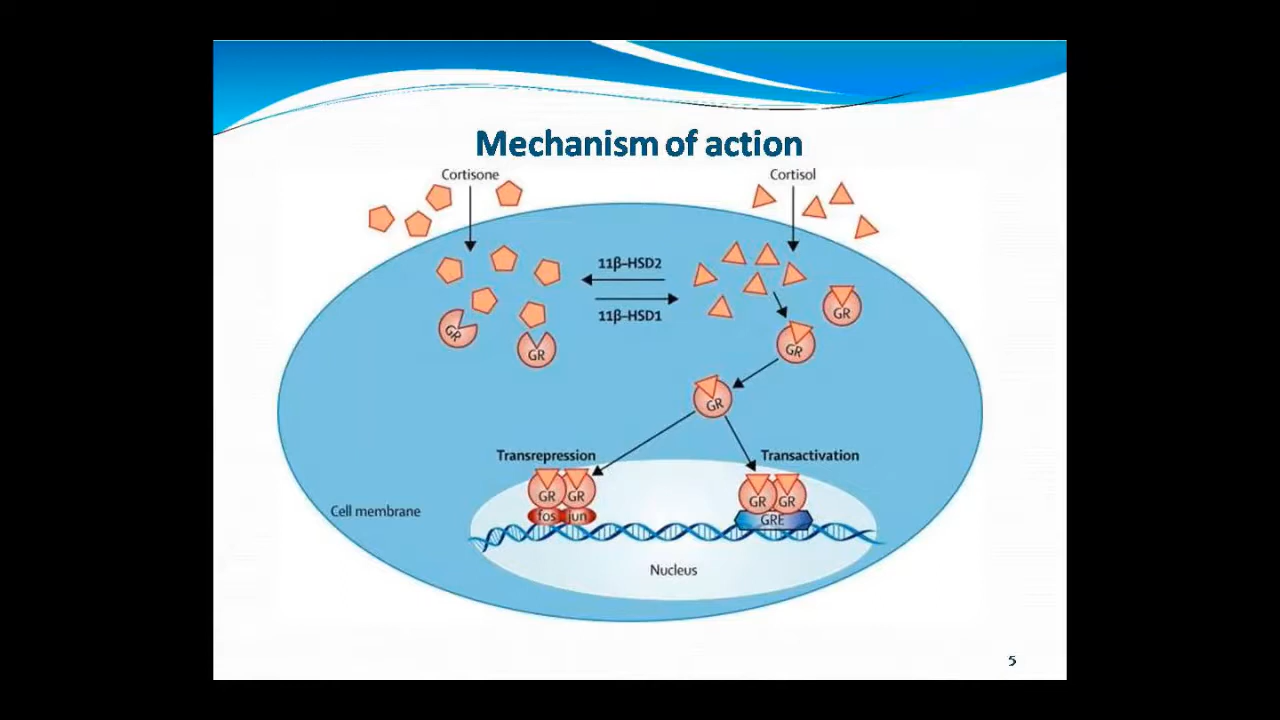 Mechanism of action
Cortisone
Cortisol
11β–HSD2
11β–HSD1
GR
GR
GR
GR
GR
Transrepression
Transactivation
GR GR
GR GR
fos jun
GRE
Cell membrane
Nucleus
5